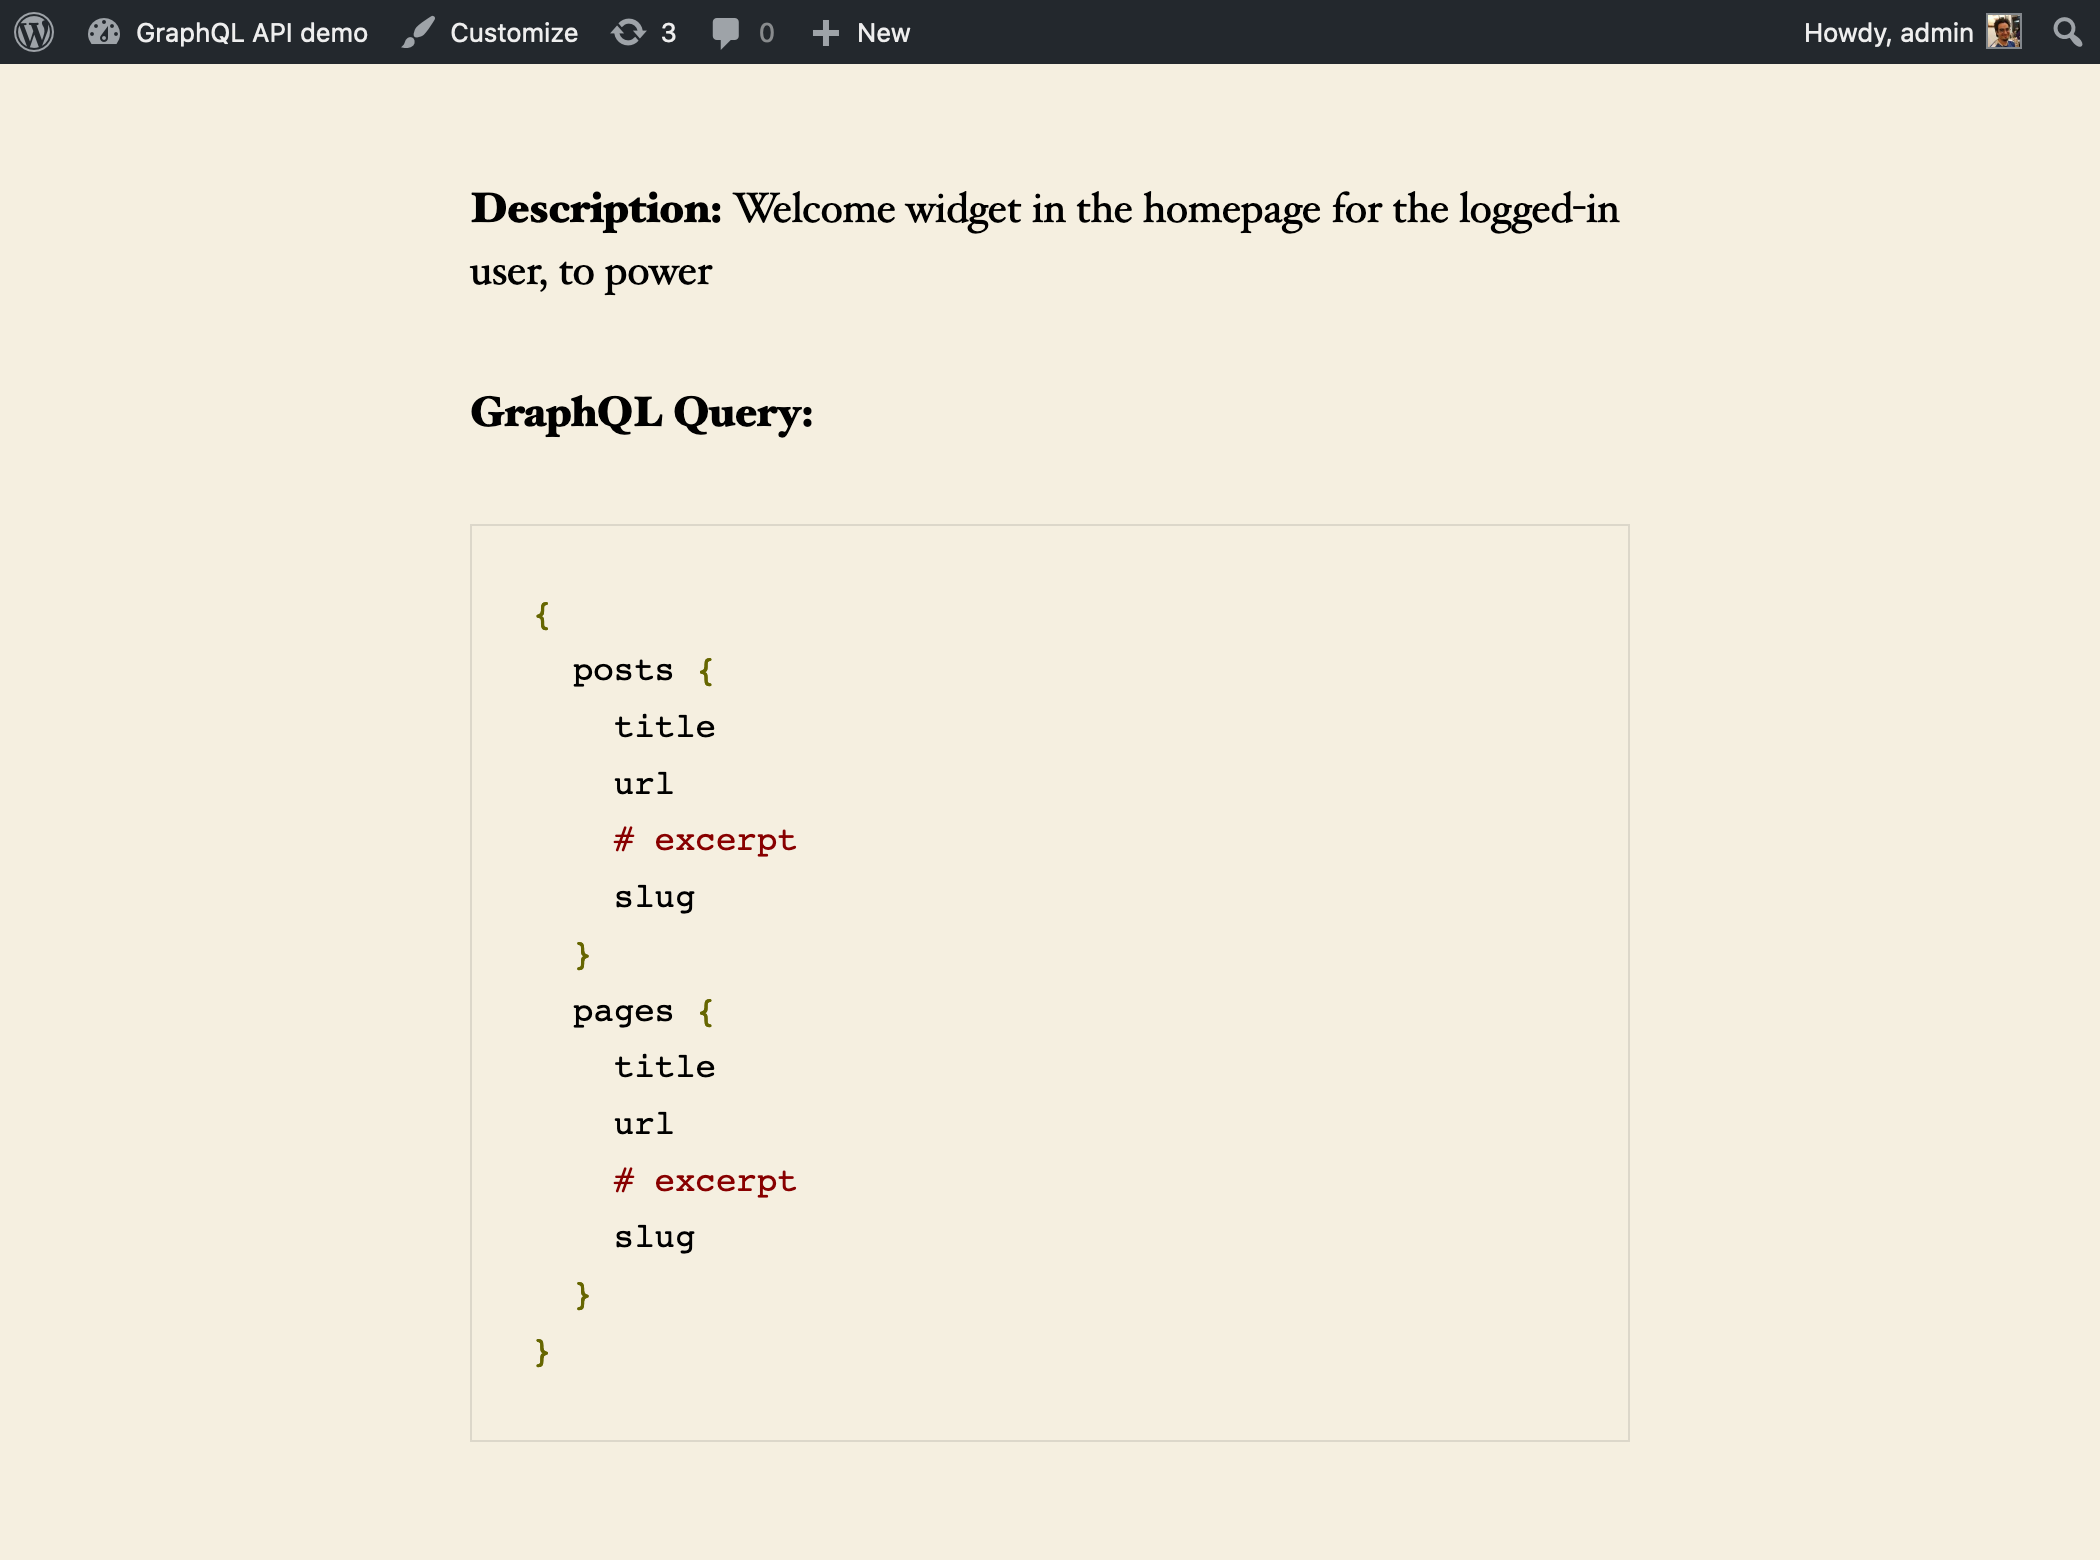 GraphQL API demo Customize 3 0 New Howdy, admin
Description: Welcome widget in the homepage for the logged-in
user, to power
GraphQL Query:
{
  posts {
    title
    url
    # excerpt
    slug
  }
  pages {
    title
    url
    # excerpt
    slug
  }
}